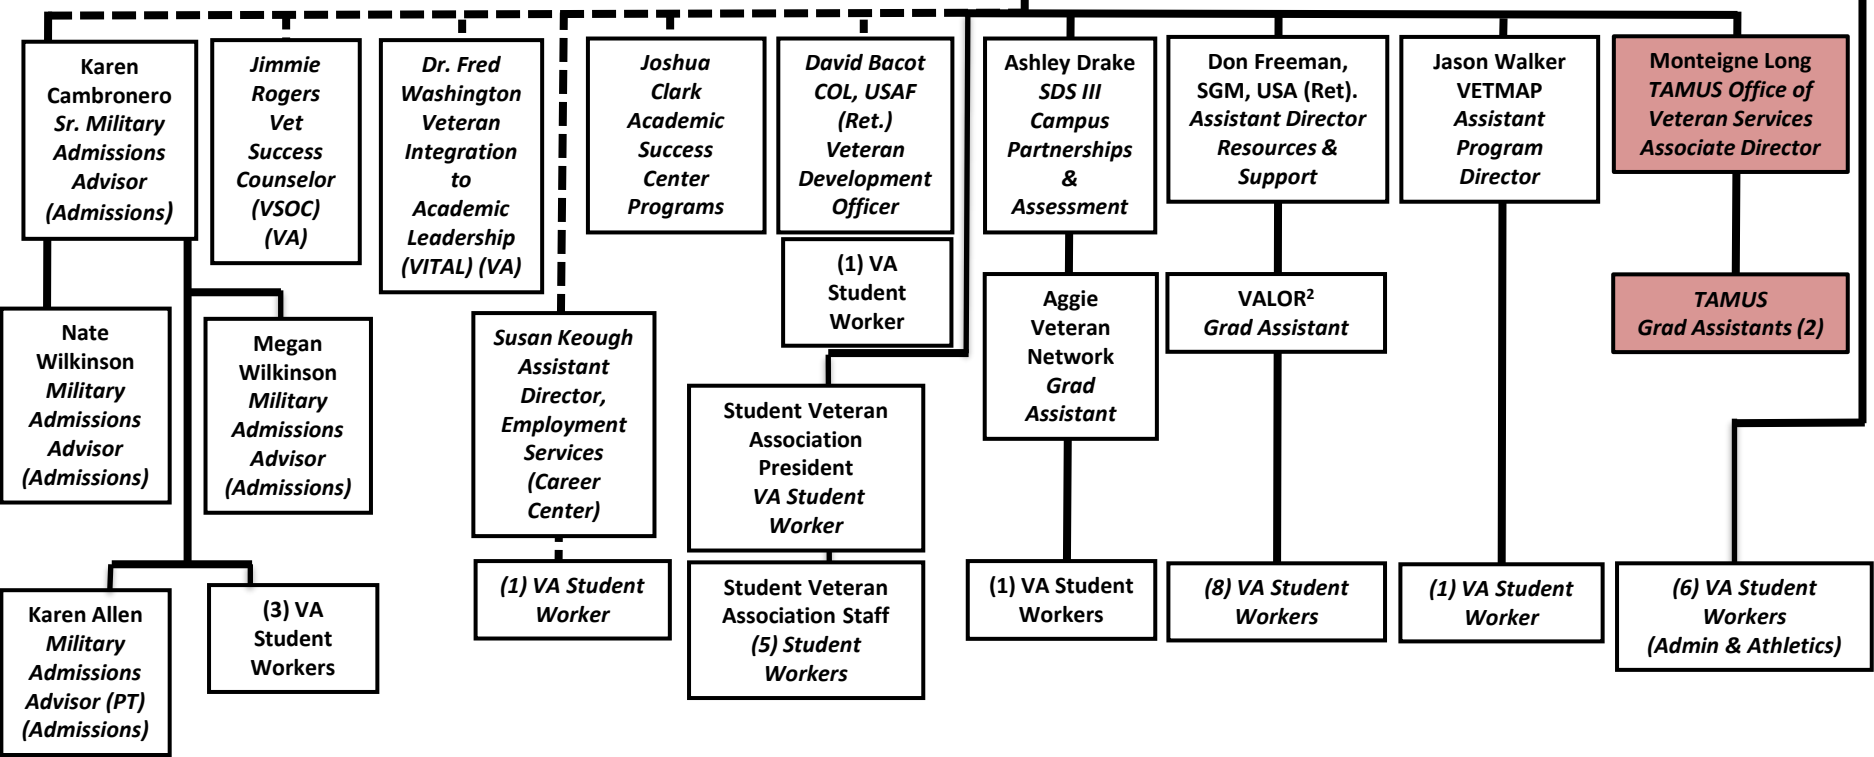 Karen
Cambronero
Sr. Military
Admissions
Advisor
(Admissions)
Jimmie
Rogers
Vet
Success
Counselor
(VSOC)
(VA)
Dr. Fred
Washington
Veteran
Integration
to
Academic
Leadership
(VITAL) (VA)
Joshua
Clark
Academic
Success
Center
Programs
David Bacot
COL, USAF
(Ret.)
Veteran
Development
Officer
Ashley Drake
SDS III
Campus
Partnerships
&
Assessment
Don Freeman,
SGM, USA (Ret).
Assistant Director
Resources &
Support
Jason Walker
VETMAP
Assistant
Program
Director
Monteigne Long
TAMUS Office of
Veteran Services
Associate Director
(1) VA
Student
Worker
Nate
Wilkinson
Military
Admissions
Advisor
(Admissions)
Megan
Wilkinson
Military
Admissions
Advisor
(Admissions)
Susan Keough
Assistant
Director,
Employment
Services
(Career
Center)
Student Veteran
Association
President
VA Student
Worker
Aggie
Veteran
Network
Grad
Assistant
VALOR²
Grad Assistant
TAMUS
Grad Assistants (2)
Karen Allen
Military
Admissions
Advisor (PT)
(Admissions)
(3) VA
Student
Workers
(1) VA Student
Worker
Student Veteran
Association Staff
(5) Student
Workers
(1) VA Student
Workers
(8) VA Student
Workers
(1) VA Student
Worker
(6) VA Student
Workers
(Admin & Athletics)